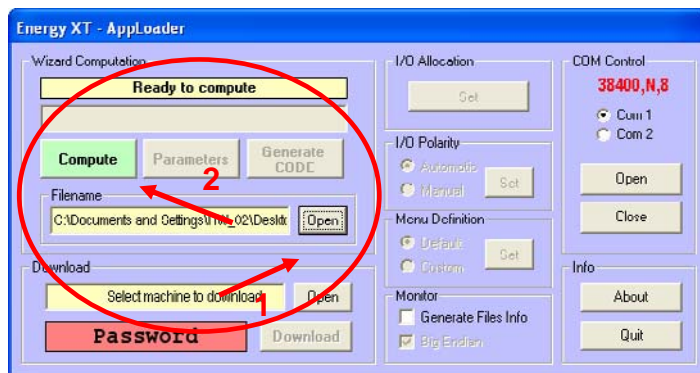 Energy XT - AppLoader
Wizard Computation
Ready to compute
Compute
Parameters
Generate
CODE
2
Filename
C:\Documents and Settings\
Open
Download
Select machine to download
Open
1
Password
Download
I/O Allocation
Set
I/O Polarity
Automatic
Manual
Set
Menu Definition
Default
Custom
Set
Monitor
Generate Files Info
Big Endian
COM Control
38400,N,8
Com 1
Com 2
Open
Close
Info
About
Quit